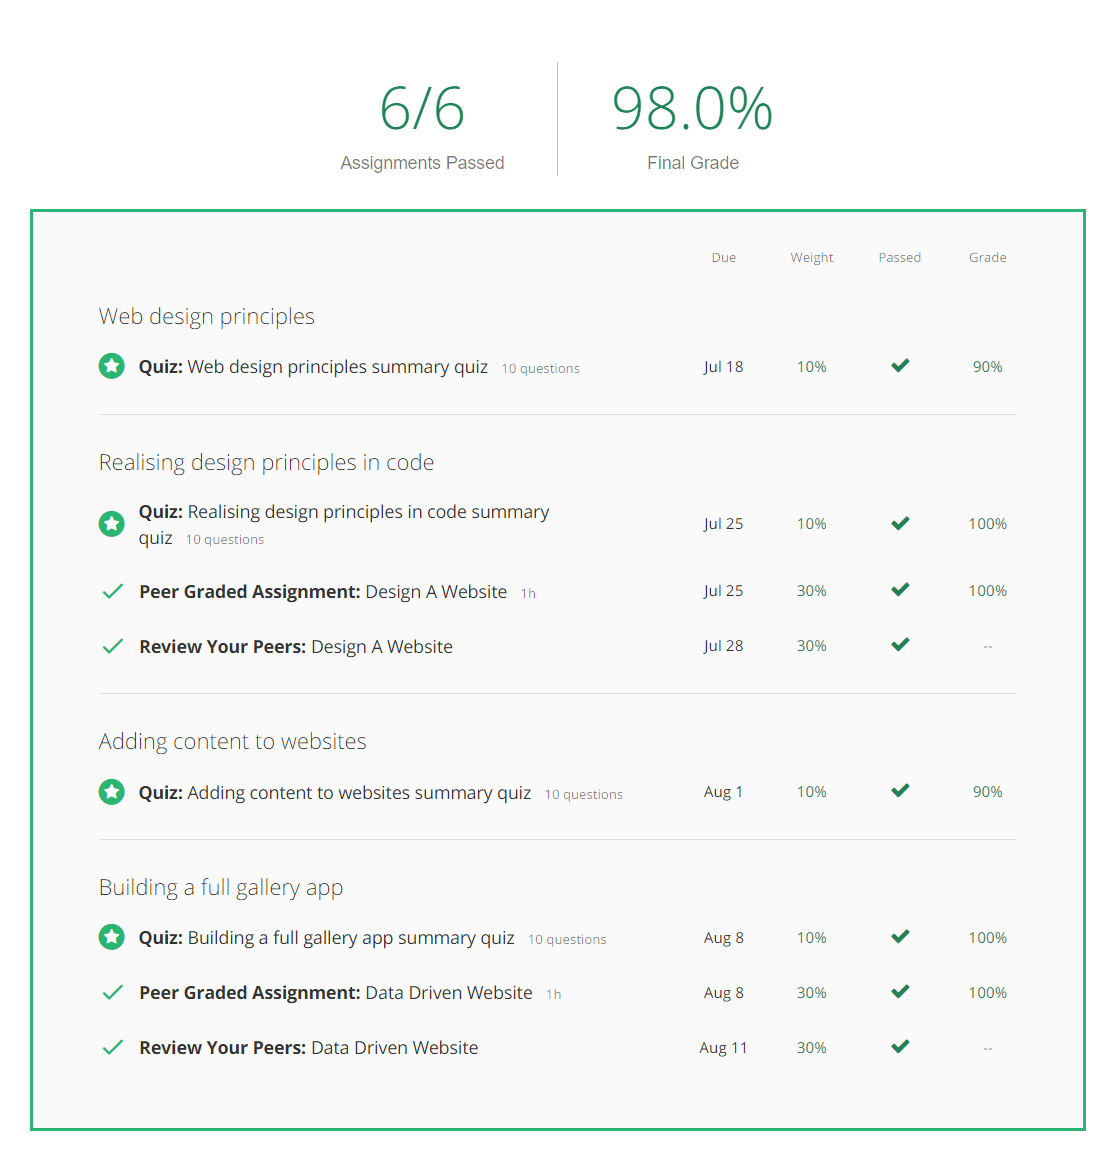 6/6
Assignments Passed
98.0%
Final Grade
Due Weight Passed Grade
Web design principles
Quiz: Web design principles summary quiz 10 questions Jul 18 10% 90%
Realising design principles in code
Quiz: Realising design principles in code summary
quiz 10 questions Jul 25 10% 100%
Peer Graded Assignment: Design A Website 1h Jul 25 30% 100%
Review Your Peers: Design A Website Jul 28 30% --
Adding content to websites
Quiz: Adding content to websites summary quiz 10 questions Aug 1 10% 90%
Building a full gallery app
Quiz: Building a full gallery app summary quiz 10 questions Aug 8 10% 100%
Peer Graded Assignment: Data Driven Website 1h Aug 8 30% 100%
Review Your Peers: Data Driven Website Aug 11 30% --